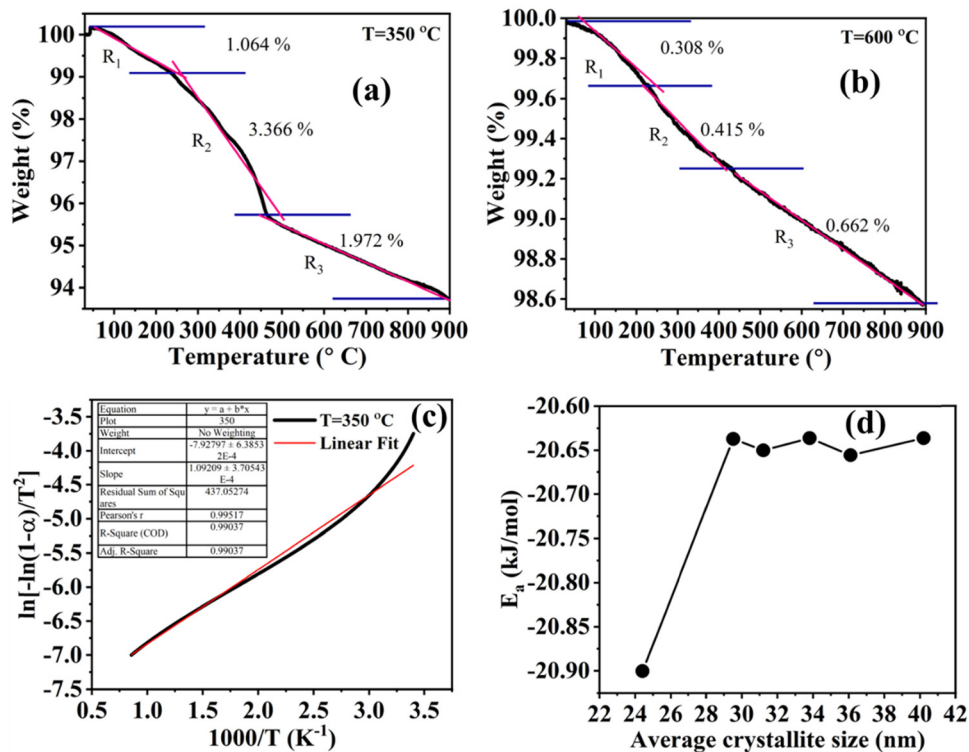 100
99
98
97
96
95
94
Weight (%)
100 200 300 400 500 600 700 800 900
Temperature (° C)
T=350 °C
1.064 %
R1
(a)
R2
3.366 %
1.972 %
R3
100.0
99.8
99.6
99.4
99.2
99.0
98.8
98.6
Weight (%)
100 200 300 400 500 600 700 800 900
Temperature (°)
T=600 °C
0.308 %
R1
(b)
R2
0.415 %
0.662 %
R3
-3.5
-4.0
-4.5
-5.0
-5.5
-6.0
-6.5
-7.0
-7.5
ln[-ln(1-α)/T²]
0.5 1.0 1.5 2.0 2.5 3.0 3.5
1000/T (K⁻¹)
(c)
T=350 °C
Linear Fit
Equation y = a + b*x
Plot 350
Weight No Weighting
Intercept -7.92797 ± 6.3853
2E-4
Slope 1.09209 ± 3.70543
E-4
Residual Sum of Squ
ares 437.05274
Pearson's r 0.99517
R-Square (COD) 0.99037
Adj. R-Square 0.99037
-20.60
-20.65
-20.70
-20.75
-20.80
-20.85
-20.90
Ea (kJ/mol)
(d)
22 24 26 28 30 32 34 36 38 40 42
Average crystallite size (nm)